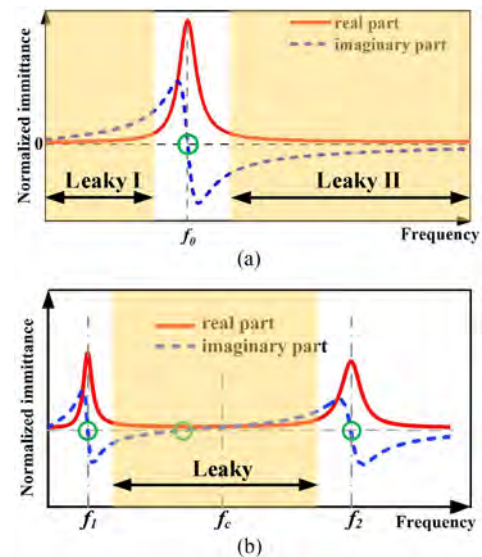 Normalized immittance
real part
imaginary part
0
Leaky I
Leaky II
f0
Frequency
(a)
Normalized immittance
real part
imaginary part
Leaky
f1
fc
f2
Frequency
(b)